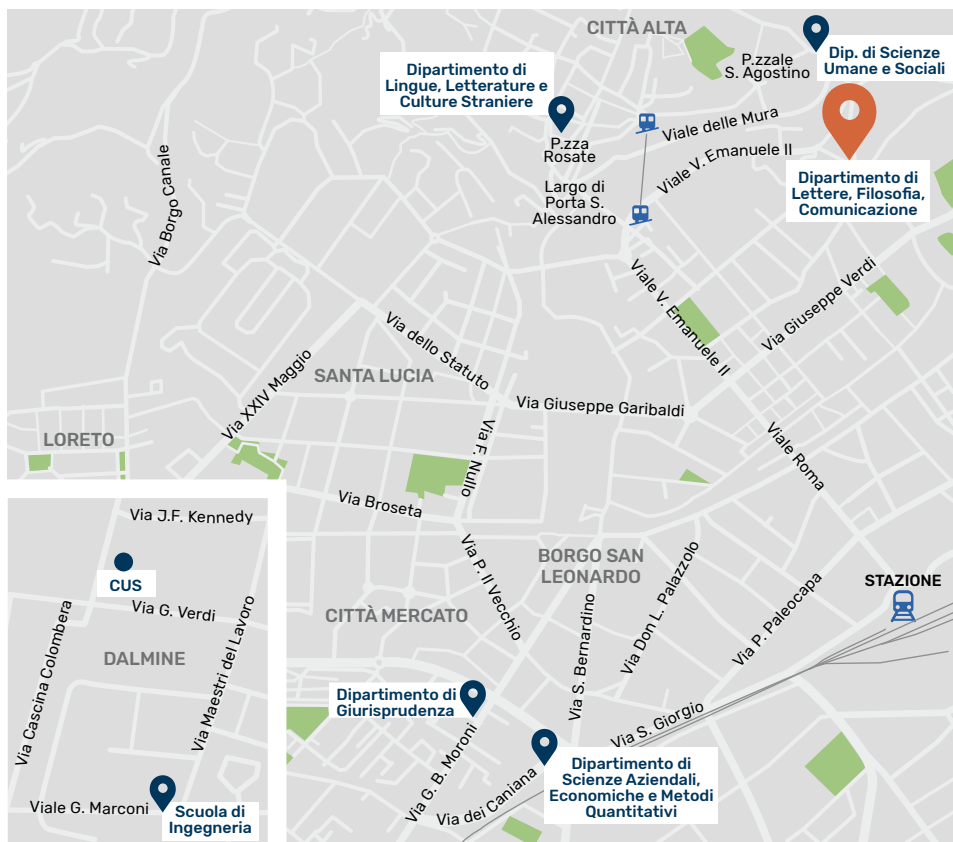 CITTÀ ALTA
Dip. di Scienze
Umane e Sociali
P.zzale
S. Agostino
Dipartimento di
Lingue, Letterature e
Culture Straniere
P.zza
Rosate
Viale delle Mura
Viale V. Emanuele II
Dipartimento di
Lettere, Filosofia,
Comunicazione
Largo di
Porta S.
Alessandro
Via Borgo Canale
Viale V. Emanuele II
Via Giuseppe Verdi
Via dello Statuto
Via XXIV Maggio
SANTA LUCIA
Via Giuseppe Garibaldi
LORETO
Via F. Nullo
Viale Roma
Via Broseta
Via J.F. Kennedy
CUS
Via G. Verdi
Via Cascina Colombera
DALMINE
Via Maestri del Lavoro
Viale G. Marconi
Scuola di
Ingegneria
Via P. Il Vecchio
BORGO SAN
LEONARDO
Via Don L. Palazzolo
Via P. Paleocapa
STAZIONE
CITTÀ MERCATO
Via S. Bernardino
Dipartimento di
Giurisprudenza
Via S. Giorgio
Via G. B. Moroni
Via dei Caniana
Dipartimento di
Scienze Aziendali,
Economiche e Metodi
Quantitativi